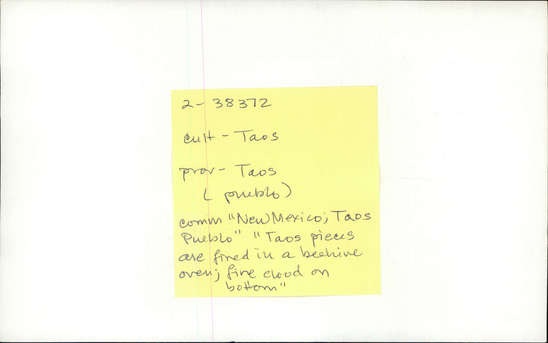 2-38372
cult - Taos
prov - Taos
(pueblo)
comm "New Mexico; Taos
Pueblo" "Taos pieces
are fired in a beehive
oven; fire cloud on
bottom"